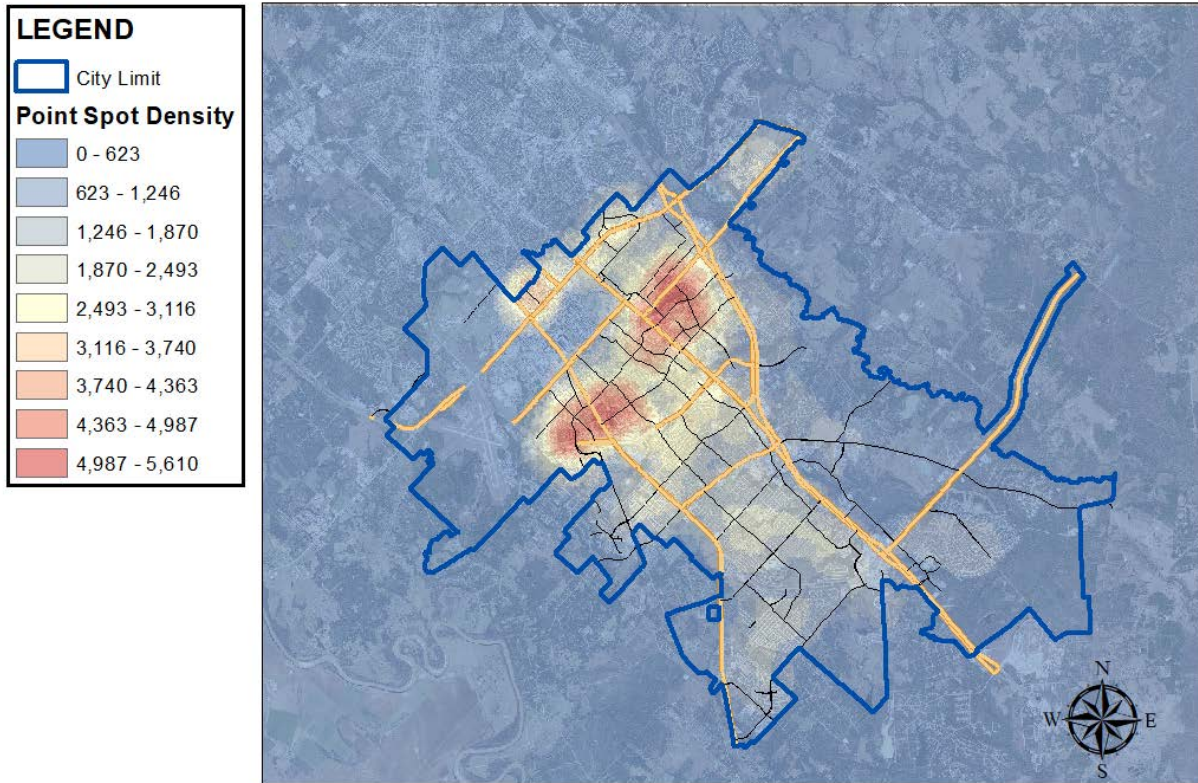 LEGEND
City Limit
Point Spot Density
0 - 623
623 - 1,246
1,246 - 1,870
1,870 - 2,493
2,493 - 3,116
3,116 - 3,740
3,740 - 4,363
4,363 - 4,987
4,987 - 5,610
N
W E
S